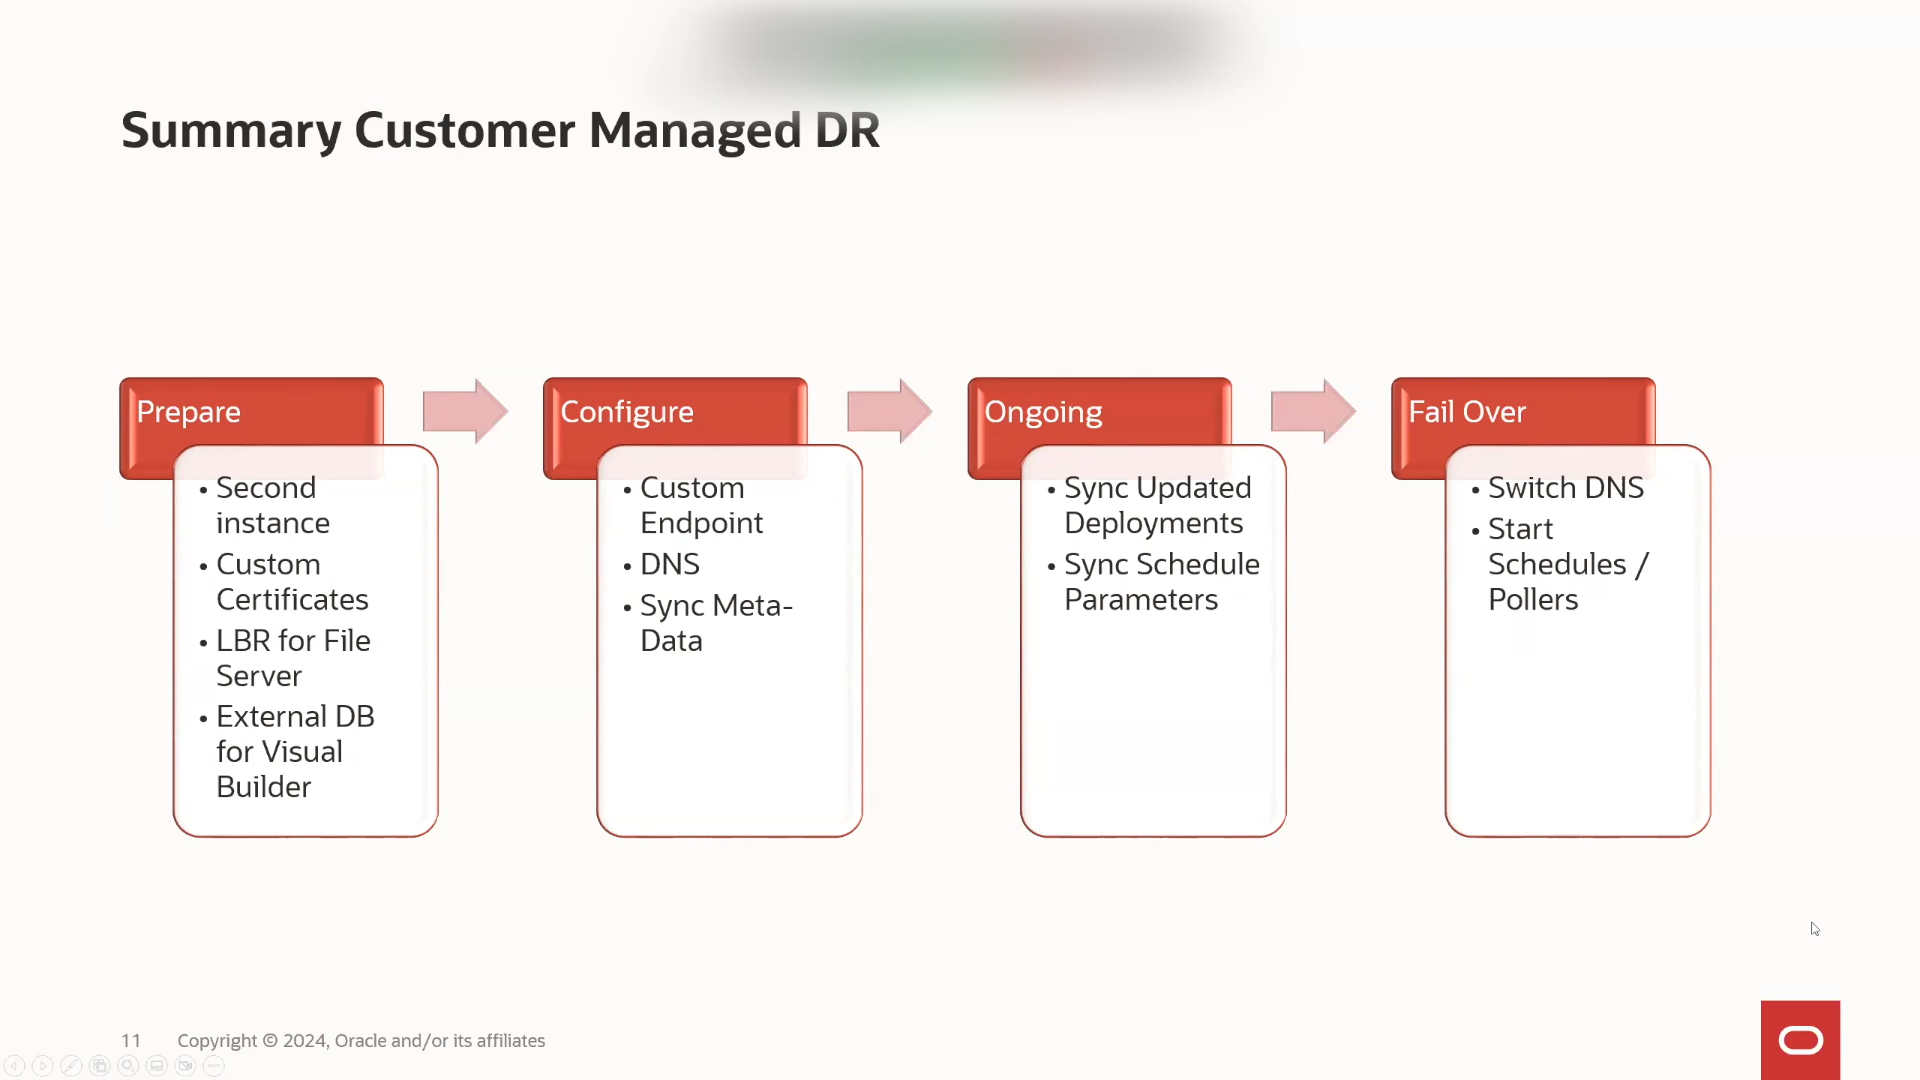 Summary Customer Managed DR
Prepare
• Second
instance
• Custom
Certificates
• LBR for File
Server
• External DB
for Visual
Builder
Configure
• Custom
Endpoint
• DNS
• Sync Meta-
Data
Ongoing
• Sync Updated
Deployments
• Sync Schedule
Parameters
Fail Over
• Switch DNS
• Start
Schedules /
Pollers
11 Copyright © 2024, Oracle and/or its affiliates